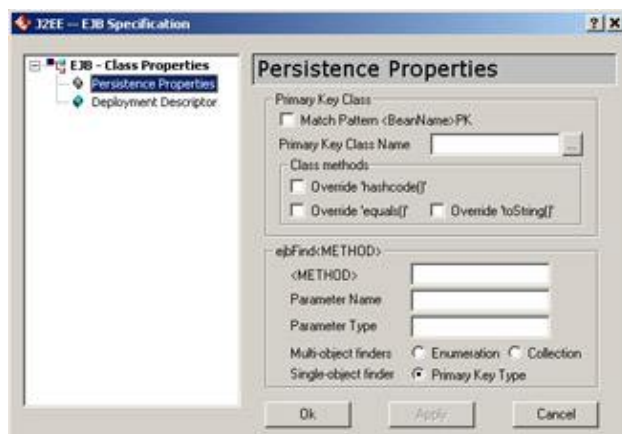 J2EE -- EJB Specification
EJB - Class Properties
Persistence Properties
Deployment Descriptor
Persistence Properties
Primary Key Class
Match Pattern <BeanName>PK
Primary Key Class Name
...
Class methods
Override 'hashcode()'
Override 'equals()' Override 'toString()'
ejbFind<METHOD>
<METHOD>
Parameter Name
Parameter Type
Multi-object finders Enumeration Collection
Single-object finder Primary Key Type
Ok Apply Cancel